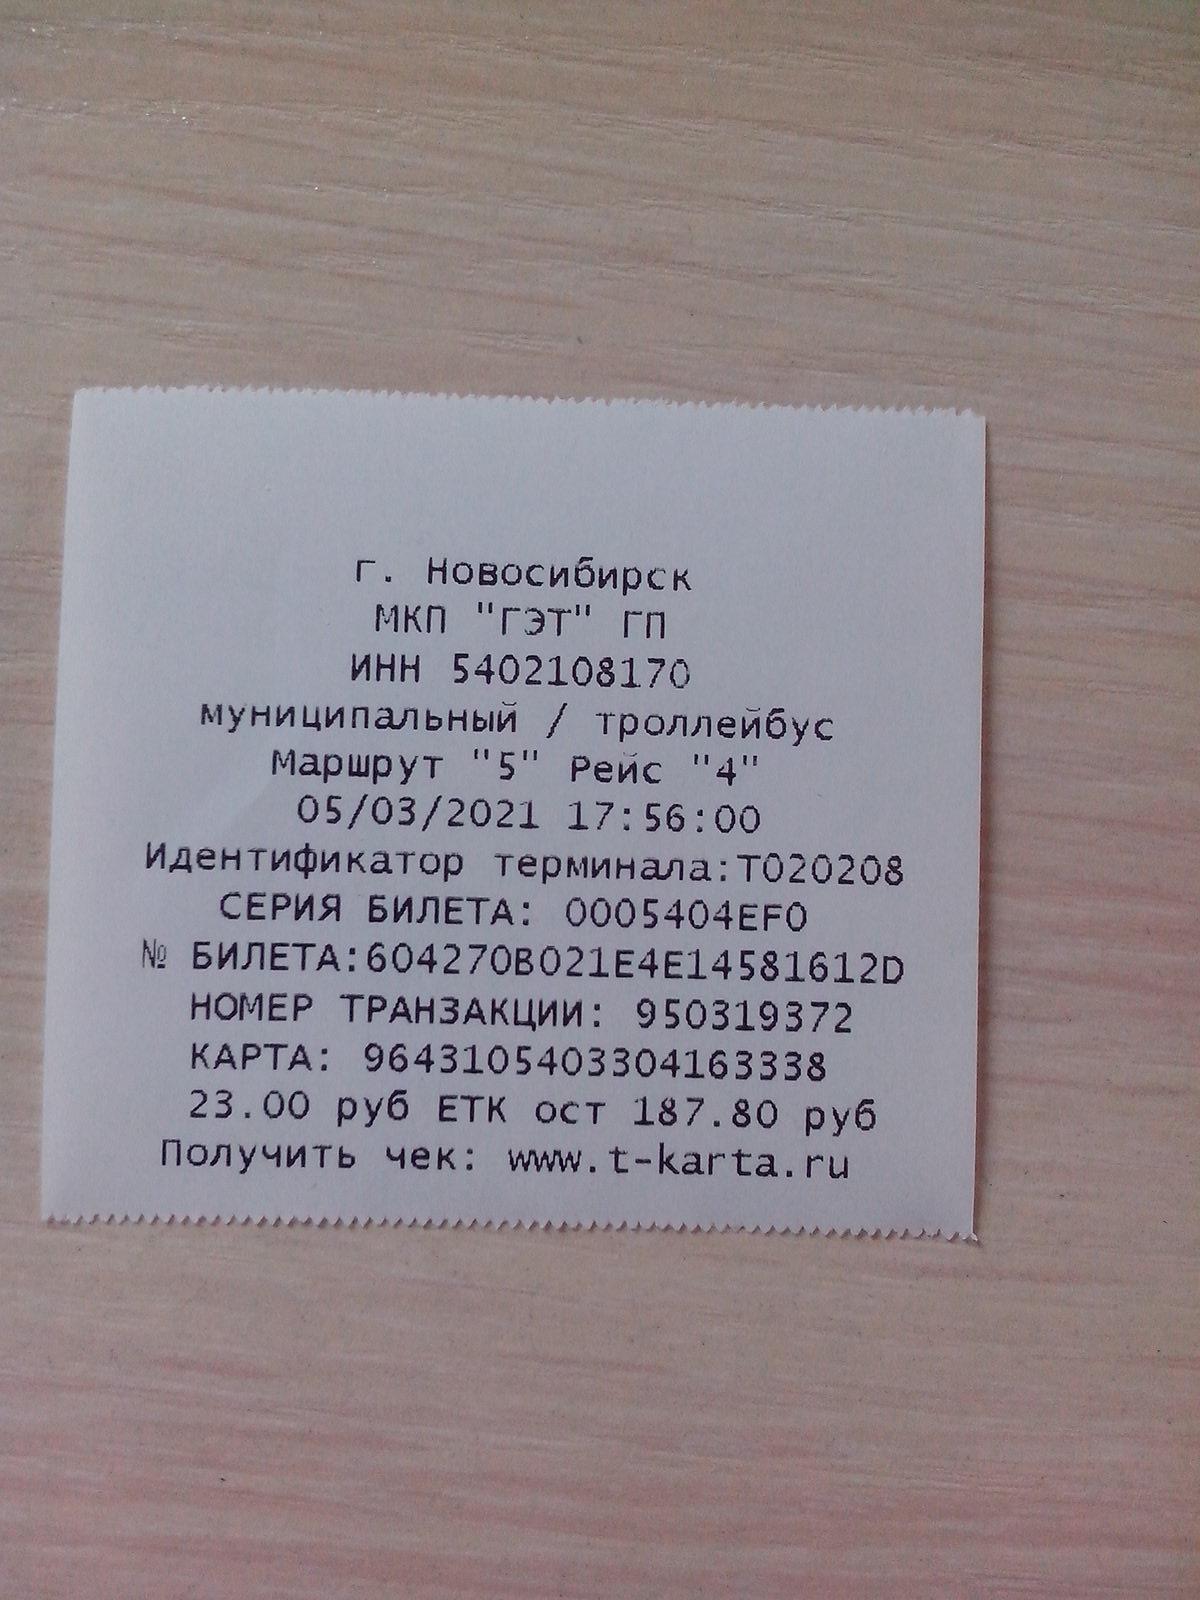 г. Новосибирск
МКП "ГЭТ" ГП
ИНН 5402108170
муниципальный / троллейбус
Маршрут "5" Рейс "4"
05/03/2021 17:56:00
Идентификатор терминала:T020208
СЕРИЯ БИЛЕТА: 0005404EF0
№ БИЛЕТА:604270B021E4E14581612D
НОМЕР ТРАНЗАКЦИИ: 950319372
КАРТА: 9643105403304163338
23.00 руб ЕТК ост 187.80 руб
Получить чек: www.t-karta.ru